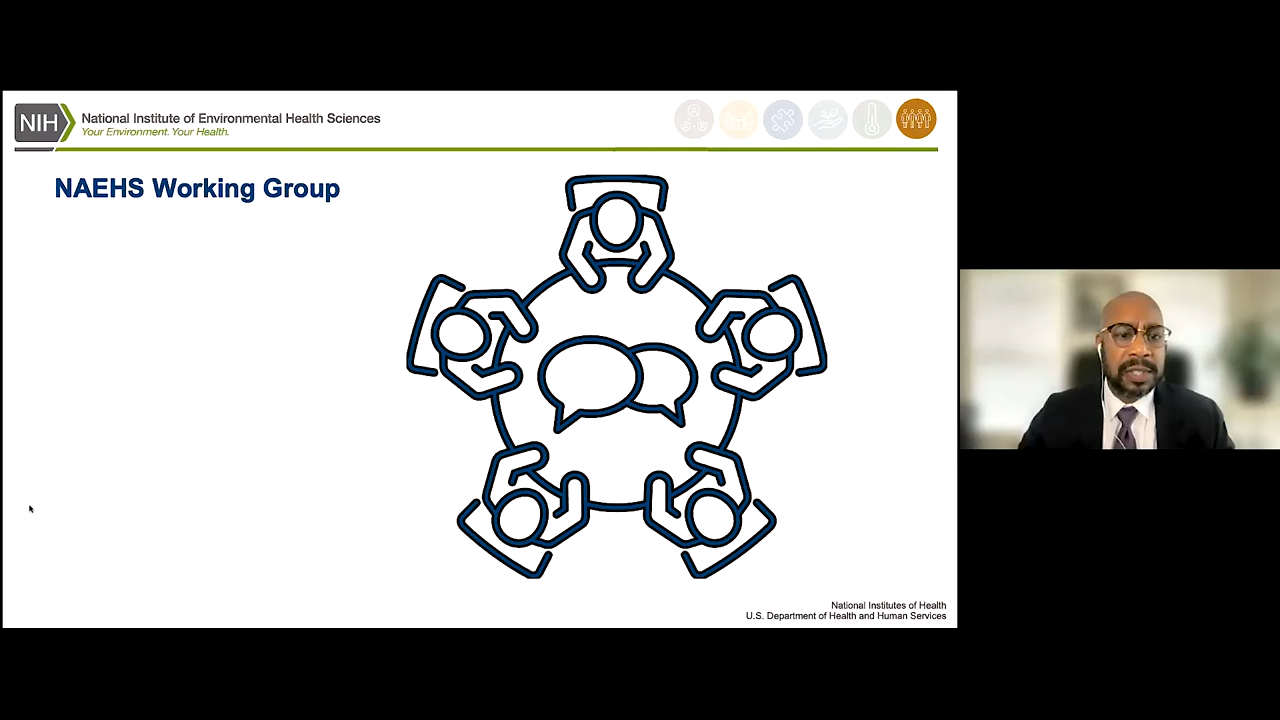 NIH
National Institute of Environmental Health Sciences
Your Environment. Your Health.
NAEHS Working Group
National Institutes of Health
U.S. Department of Health and Human Services